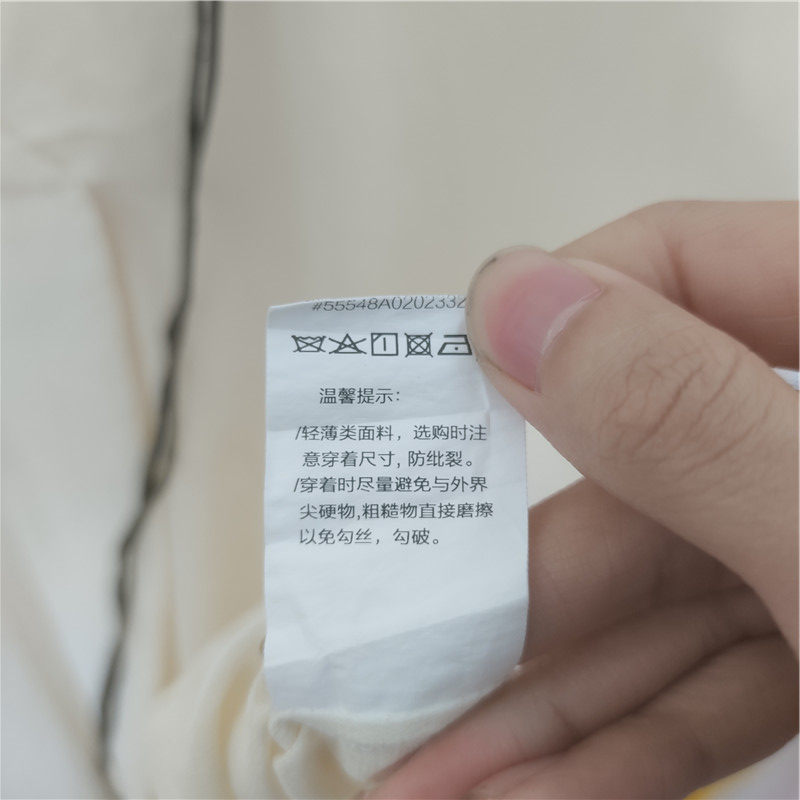 #55548A0202332
温馨提示：
/轻薄类面料，选购时注
意穿着尺寸, 防纰裂。
/穿着时尽量避免与外界
尖硬物,粗糙物直接磨擦
以免勾丝，勾破。